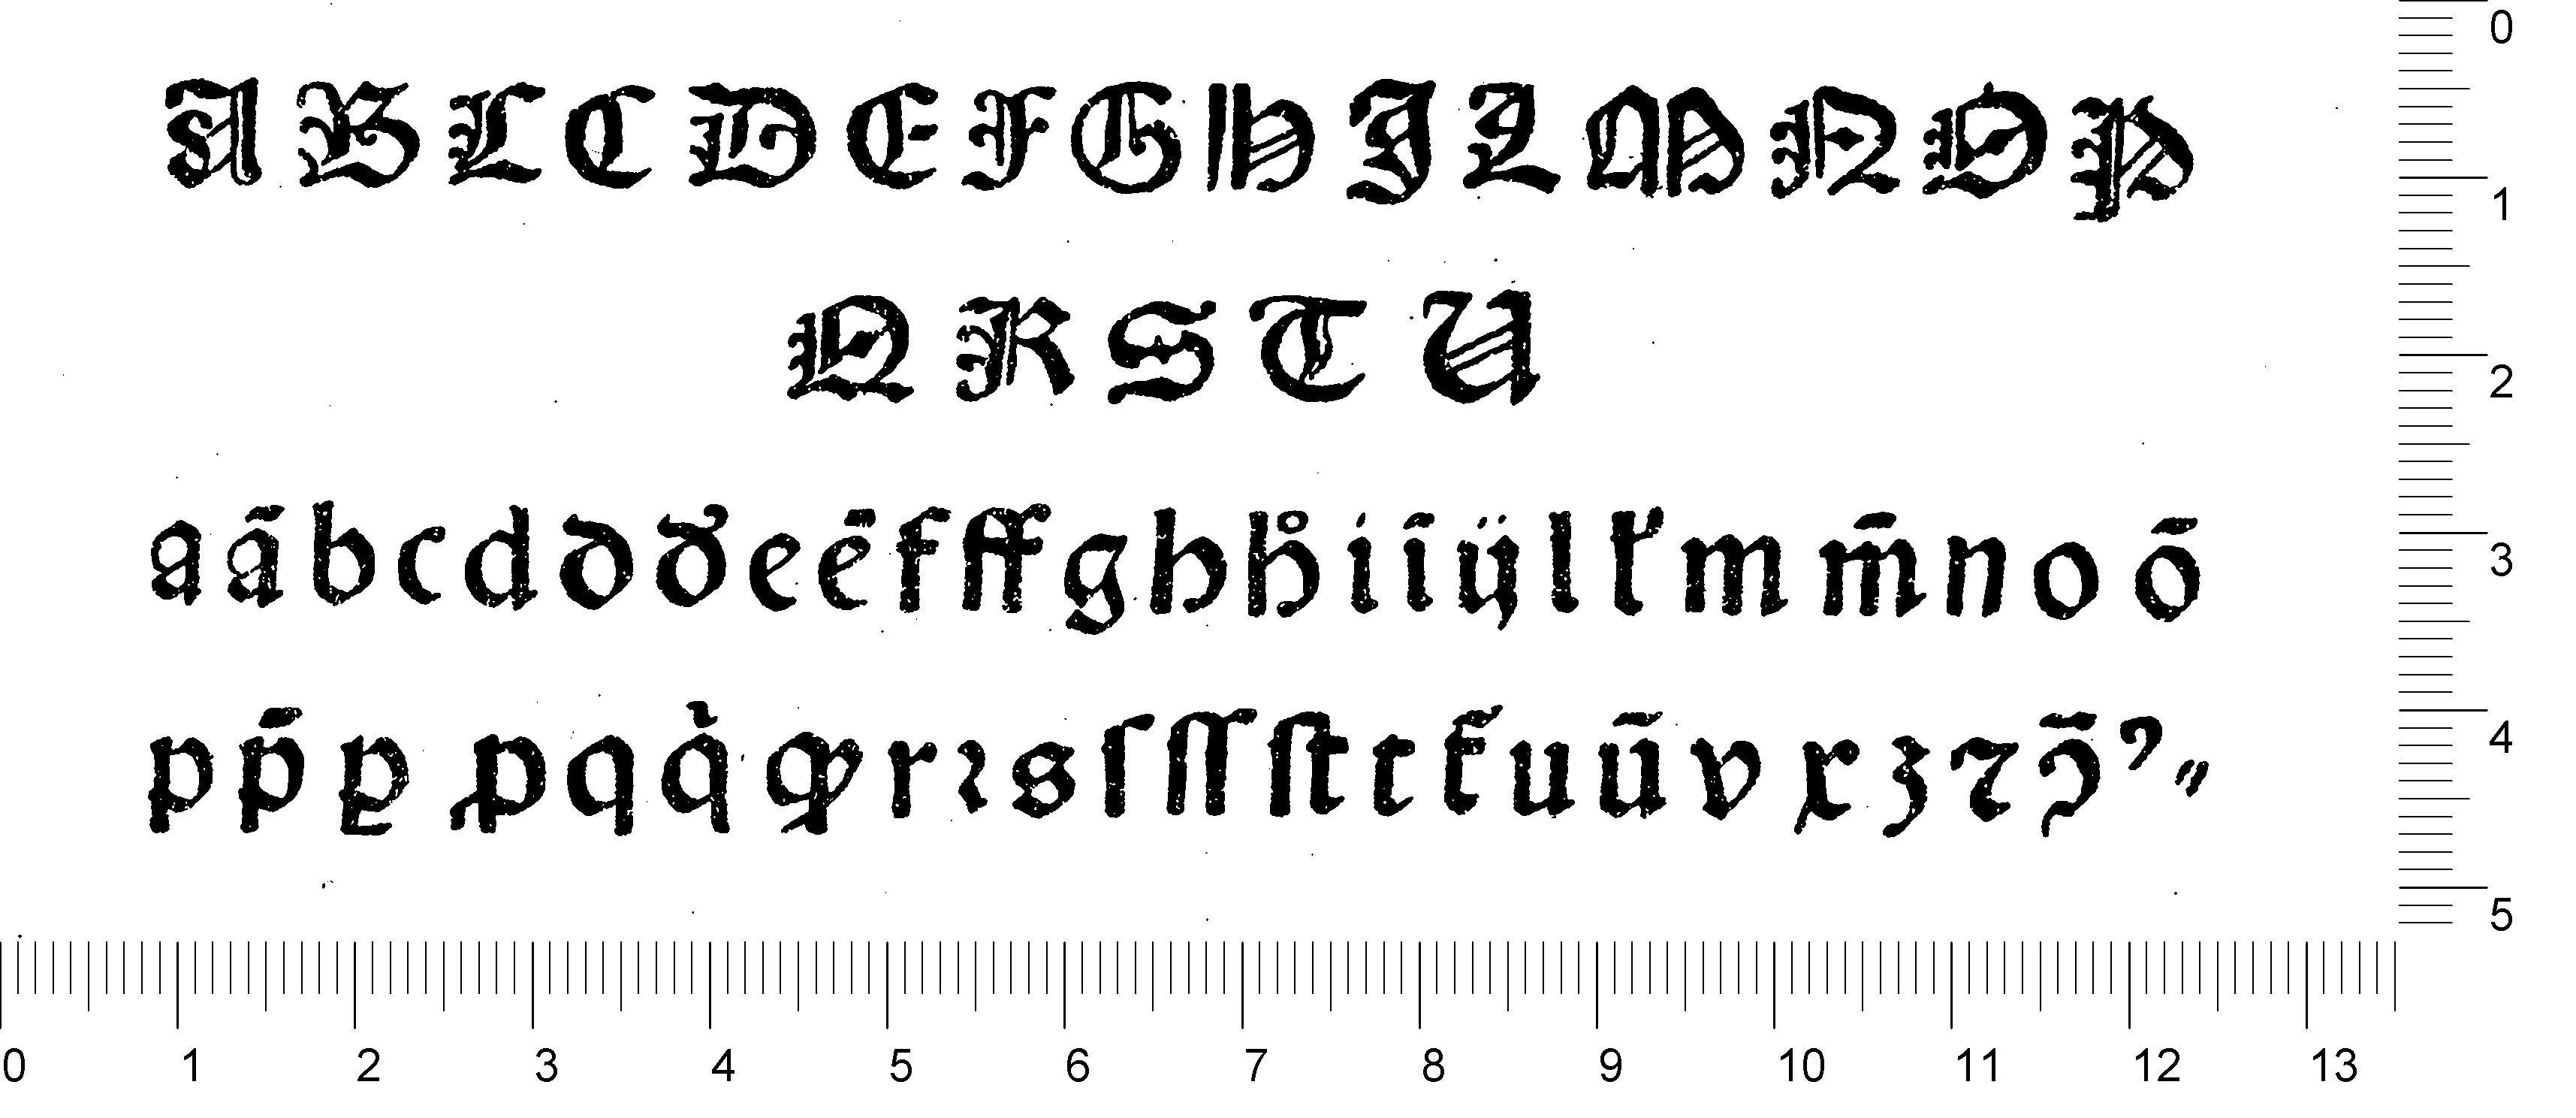 A B C C D E F G H I L M N O P
Q R S T U
a ã b c d d d̛ e ē f ff g h h̊ i ī ij l l̛ m m̄ n o ō
p p̄ ꝑ ꝓ q q̀ ꝙ r ꝛ s ſ ſſ ſt t t̄ u ū v x ʒ ⁊ ꝯ̄ ꝰ ⸗
0
1
2
3
4
5
0 1 2 3 4 5 6 7 8 9 10 11 12 13